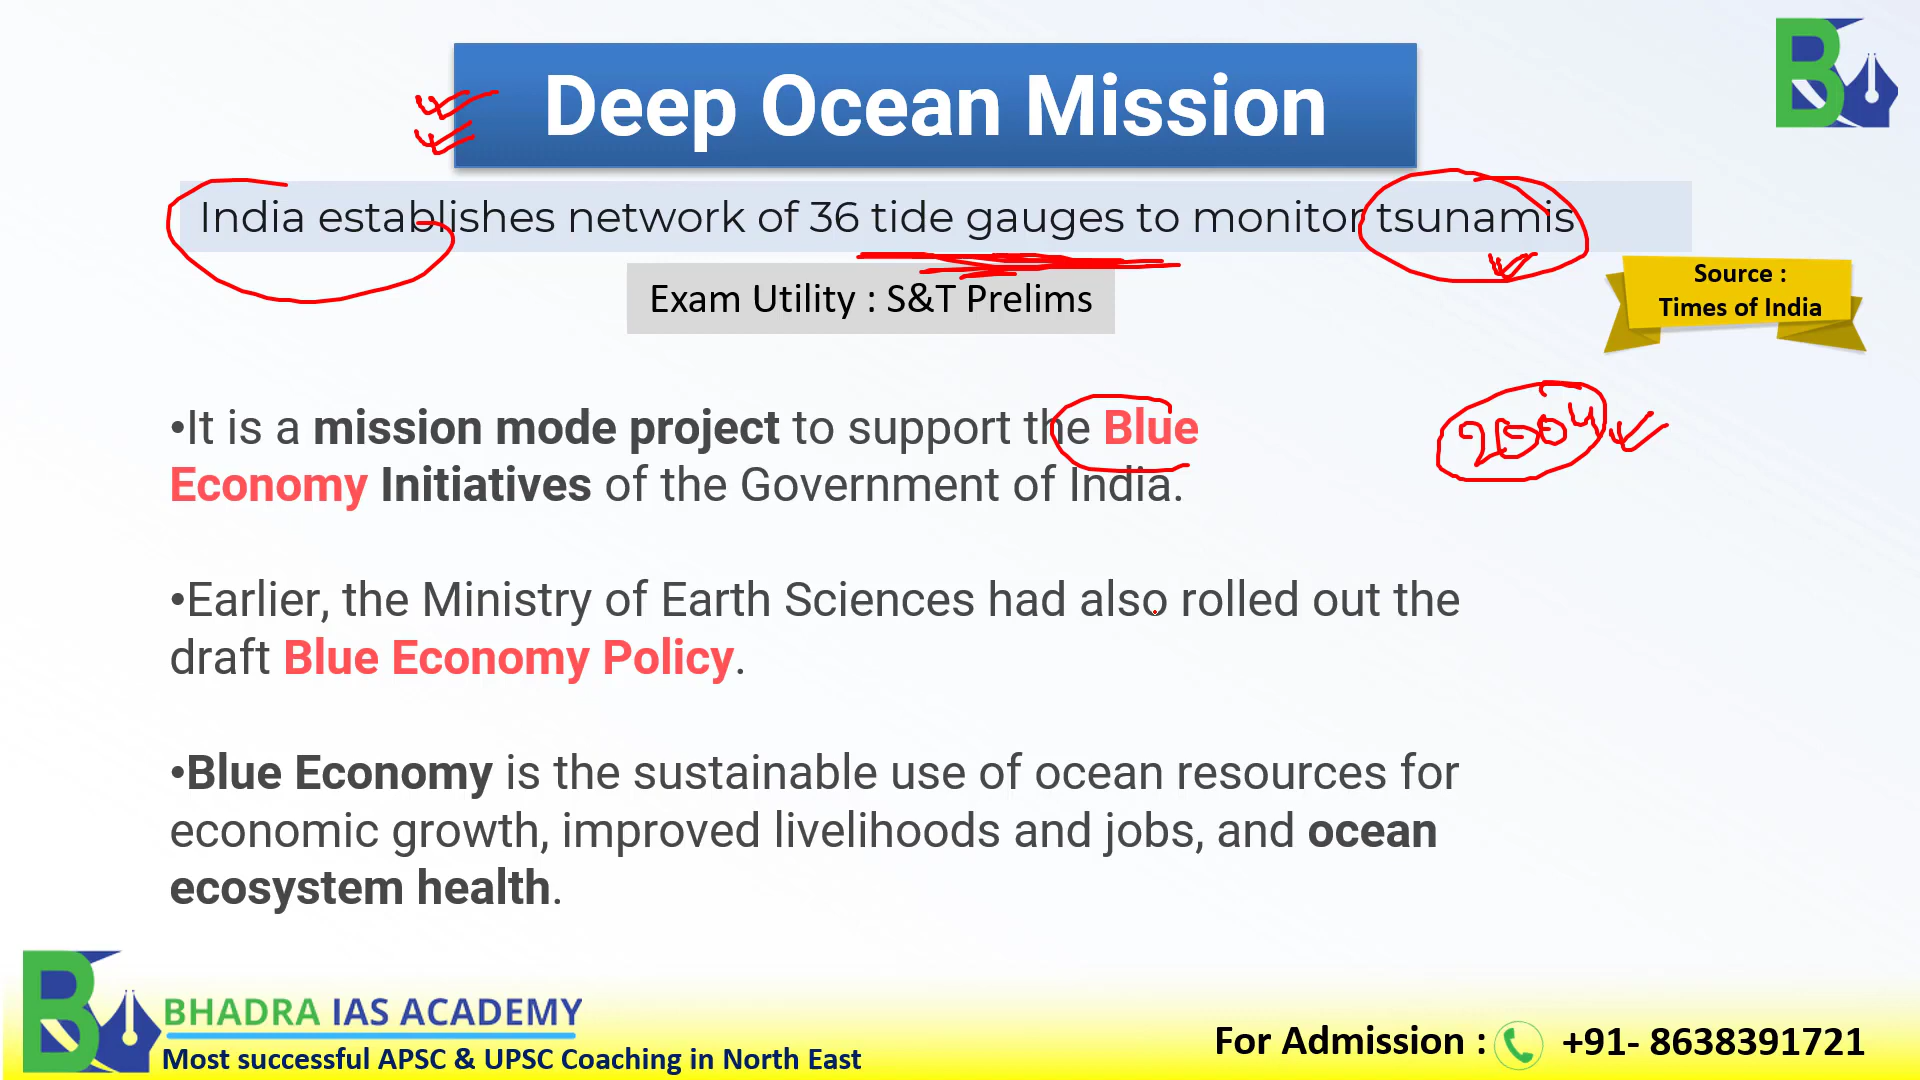 Deep Ocean Mission
India establishes network of 36 tide gauges to monitor tsunamis
Exam Utility : S&T Prelims
Source :
Times of India
2004
•It is a mission mode project to support the Blue
Economy Initiatives of the Government of India.
•Earlier, the Ministry of Earth Sciences had also rolled out the
draft Blue Economy Policy.
•Blue Economy is the sustainable use of ocean resources for
economic growth, improved livelihoods and jobs, and ocean
ecosystem health.
BHADRA IAS ACADEMY
Most successful APSC & UPSC Coaching in North East
For Admission : +91- 8638391721